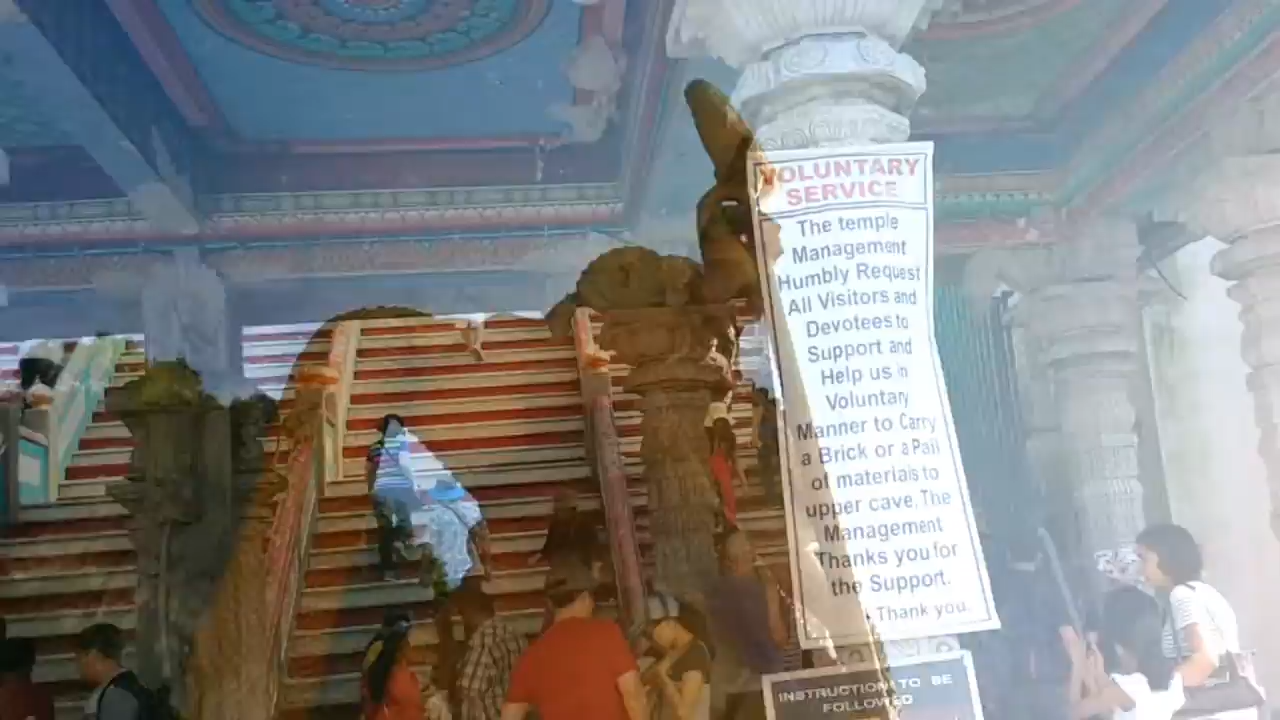 VOLUNTARY
SERVICE
The temple
Management
Humbly Request
All Visitors and
Devotees to
Support and
Help us in
Voluntary
Manner to Carry
a Brick or a Pail
of materials to
upper cave.The
Management
Thanks you for
the Support.
Thank you.
INSTRUCTION TO BE
FOLLOWED